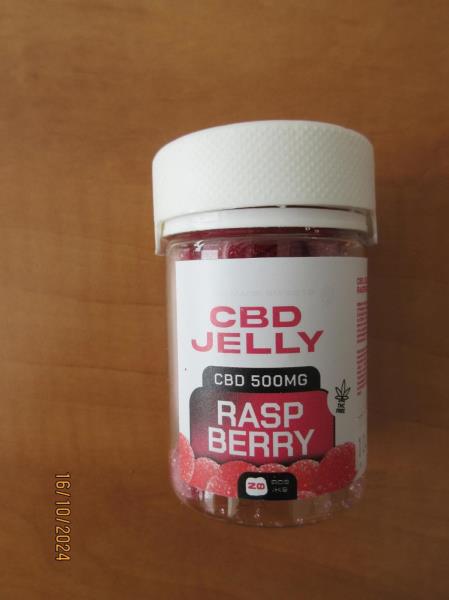 CBD
JELLY
CBD 500MG
RASP
BERRY
16/10/2024